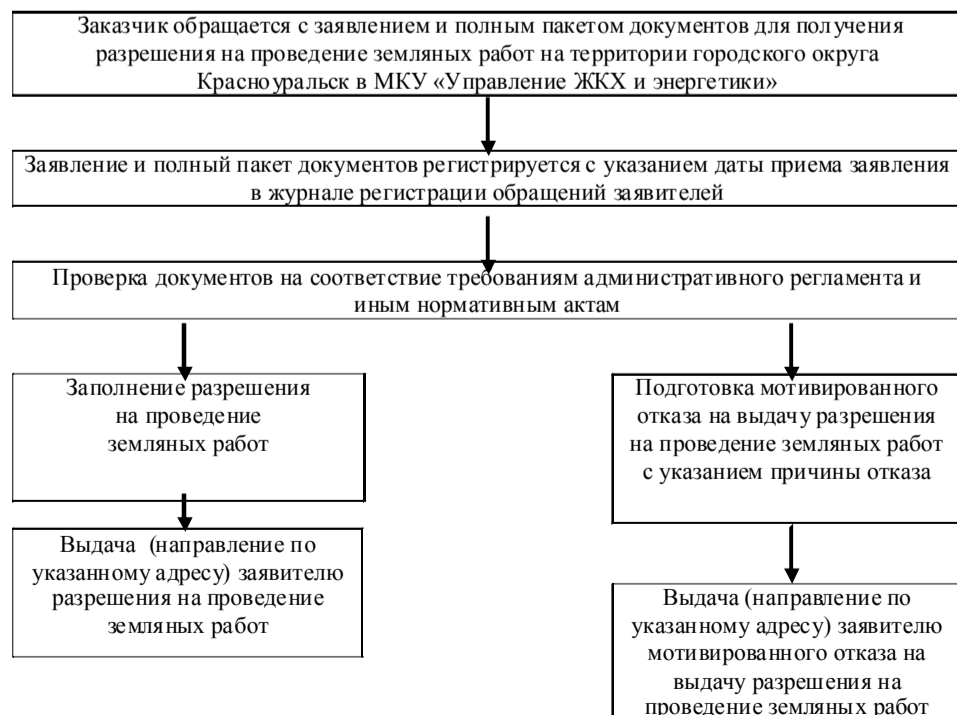 Заказчик обращается с заявлением и полным пакетом документов для получения
разрешения на проведение земляных работ на территории городского округа
Красноуральск в МКУ «Управление ЖКХ и энергетики»
Заявление и полный пакет документов регистрируется с указанием даты приема заявления
в журнале регистрации обращений заявителей
Проверка документов на соответствие требованиям административного регламента и
иным нормативным актам
Заполнение разрешения
на проведение
земляных работ
Выдача (направление по
указанному адресу) заявителю
разрешения на проведение
земляных работ
Подготовка мотивированного
отказа на выдачу разрешения
на проведение земляных работ
с указанием причины отказа
Выдача (направление по
указанному адресу) заявителю
мотивированного отказа на
выдачу разрешения на
проведение земляных работ